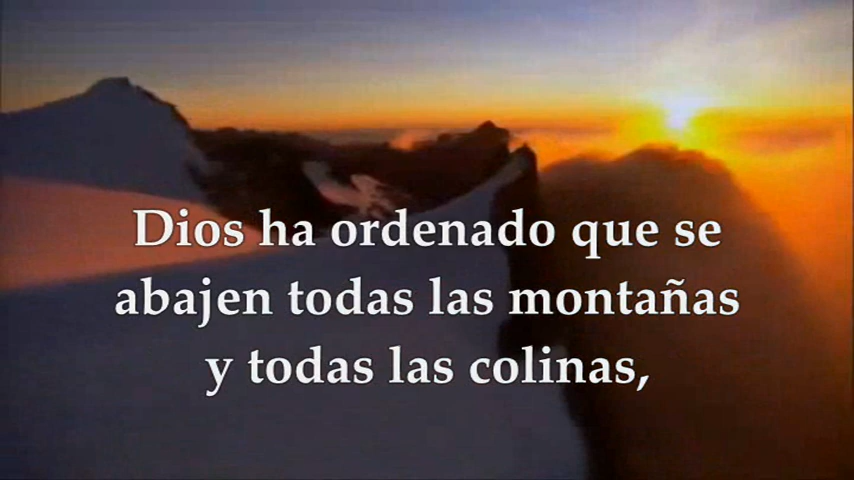 Dios ha ordenado que se
abajen todas las montañas
y todas las colinas,